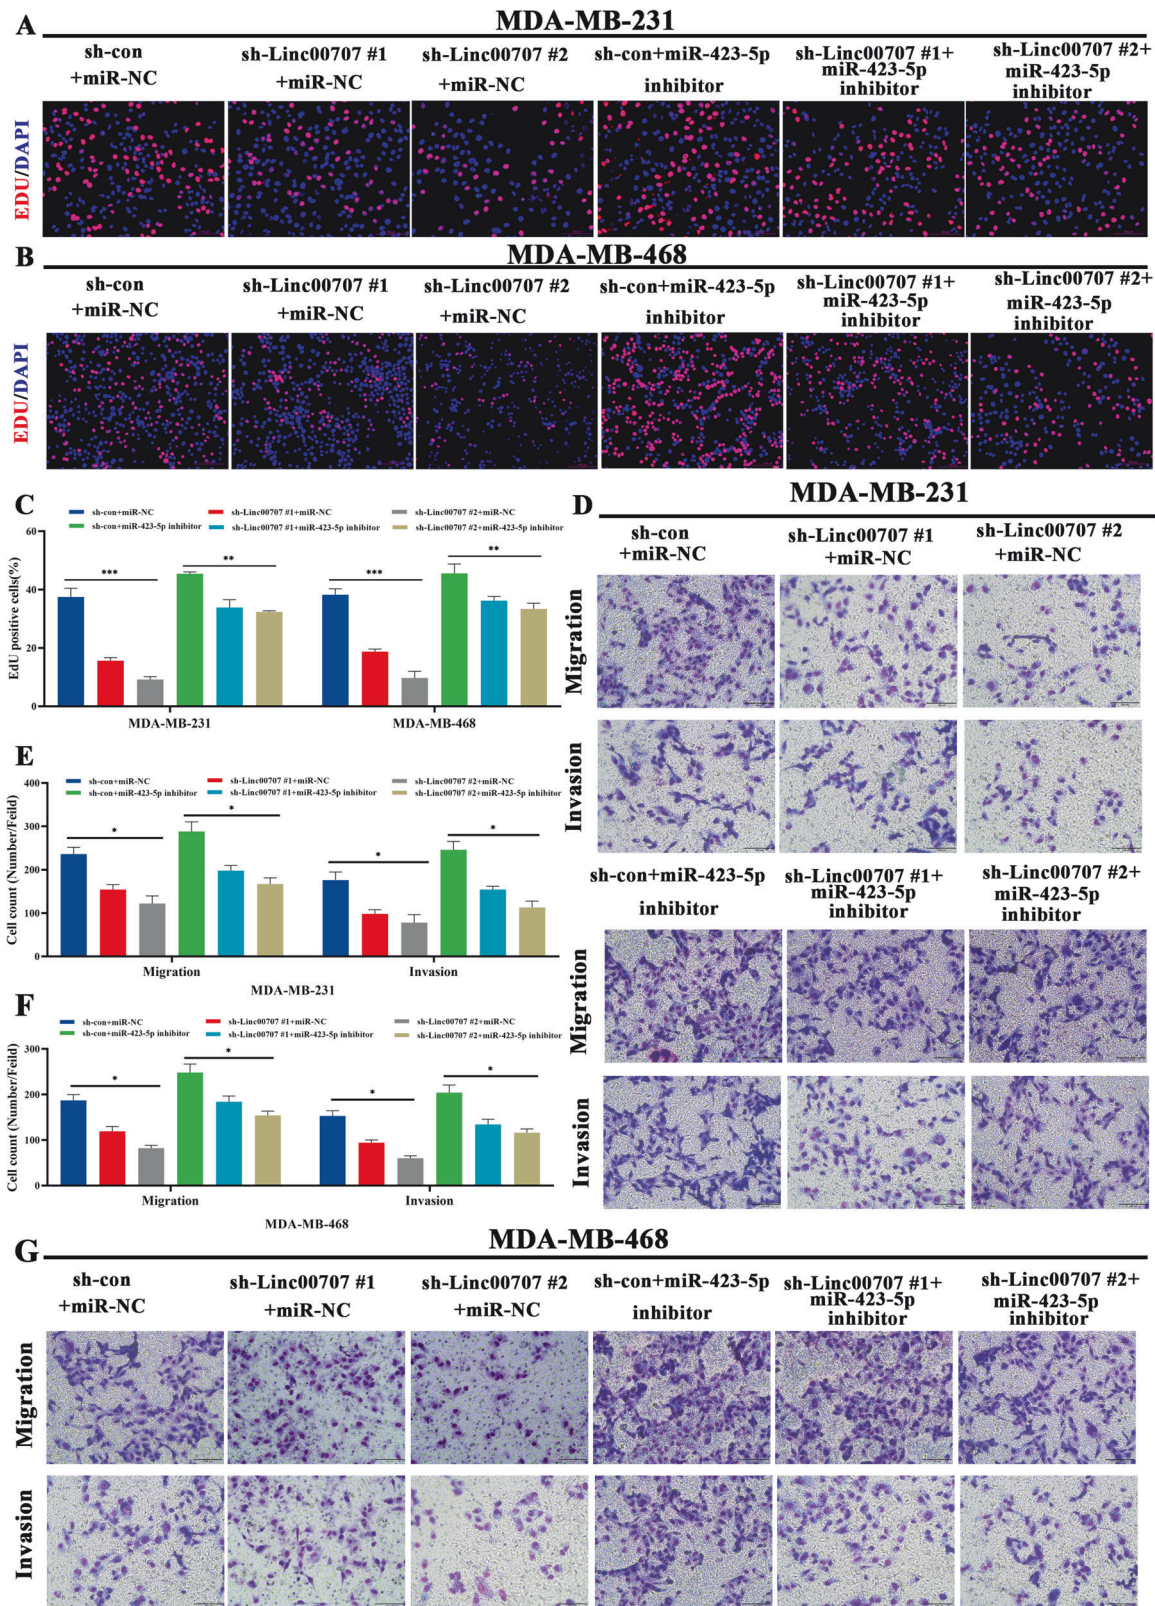 A
MDA-MB-231
sh-con
+miR-NC
sh-Linc00707 #1
+miR-NC
sh-Linc00707 #2
+miR-NC
sh-con+miR-423-5p
inhibitor
sh-Linc00707 #1+
miR-423-5p
inhibitor
sh-Linc00707 #2+
miR-423-5p
inhibitor
EDU/DAPI
B
MDA-MB-468
sh-con
+miR-NC
sh-Linc00707 #1
+miR-NC
sh-Linc00707 #2
+miR-NC
sh-con+miR-423-5p
inhibitor
sh-Linc00707 #1+
miR-423-5p
inhibitor
sh-Linc00707 #2+
miR-423-5p
inhibitor
EDU/DAPI
C
sh-con+miR-NC
sh-Linc00707 #1+miR-NC
sh-Linc00707 #2+miR-NC
sh-con+miR-423-5p inhibitor
sh-Linc00707 #1+miR-423-5p inhibitor
sh-Linc00707 #2+miR-423-5p inhibitor
EdU positive cells(%)
60
40
20
0
***
**
***
**
MDA-MB-231
MDA-MB-468
D
MDA-MB-231
sh-con
+miR-NC
sh-Linc00707 #1
+miR-NC
sh-Linc00707 #2
+miR-NC
Migration
Invasion
sh-con+miR-423-5p
inhibitor
sh-Linc00707 #1+
miR-423-5p
inhibitor
sh-Linc00707 #2+
miR-423-5p
inhibitor
Migration
Invasion
E
sh-con+miR-NC
sh-Linc00707 #1+miR-NC
sh-Linc00707 #2+miR-NC
sh-con+miR-423-5p inhibitor
sh-Linc00707 #1+miR-423-5p inhibitor
sh-Linc00707 #2+miR-423-5p inhibitor
Cell count (Number/Feild)
400
300
200
100
0
*
*
*
*
Migration
Invasion
MDA-MB-231
F
sh-con+miR-NC
sh-Linc00707 #1+miR-NC
sh-Linc00707 #2+miR-NC
sh-con+miR-423-5p inhibitor
sh-Linc00707 #1+miR-423-5p inhibitor
sh-Linc00707 #2+miR-423-5p inhibitor
Cell count (Number/Feild)
300
200
100
0
*
*
*
*
Migration
Invasion
MDA-MB-468
G
MDA-MB-468
sh-con
+miR-NC
sh-Linc00707 #1
+miR-NC
sh-Linc00707 #2
+miR-NC
sh-con+miR-423-5p
inhibitor
sh-Linc00707 #1+
miR-423-5p
inhibitor
sh-Linc00707 #2+
miR-423-5p
inhibitor
Migration
Invasion